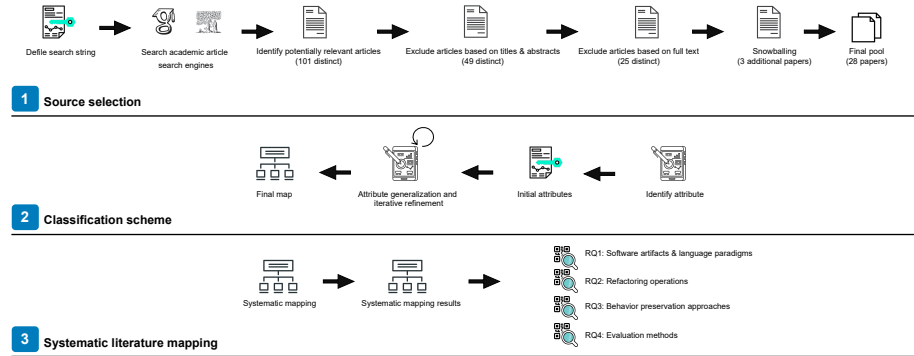 Defile search string
Search academic article
search engines
Identify potentially relevant articles
(101 distinct)
Exclude articles based on titles & abstracts
(49 distinct)
Exclude articles based on full text
(25 distinct)
Snowballing
(3 additional papers)
Final pool
(28 papers)
1 Source selection
Final map
Attribute generalization and
iterative refinement
Initial attributes
Identify attribute
2 Classification scheme
Systematic mapping
Systematic mapping results
RQ1: Software artifacts & language paradigms
RQ2: Refactoring operations
RQ3: Behavior preservation approaches
RQ4: Evaluation methods
3 Systematic literature mapping